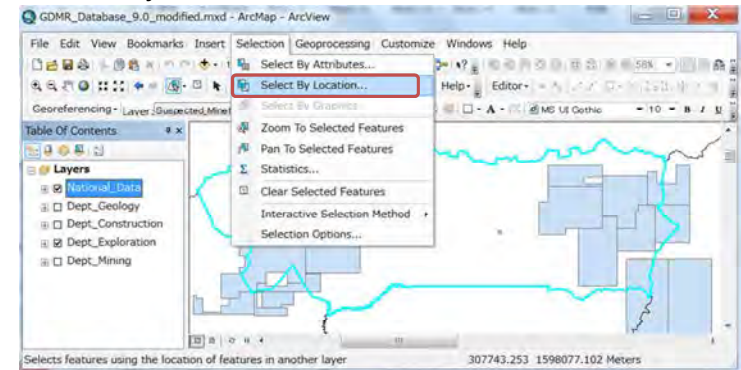 GDMR_Database_9.0_modified.mxd - ArcMap - ArcView
File Edit View Bookmarks Insert Selection Geoprocessing Customize Windows Help
Select By Attributes...
58%
Select By Location...
Help Editor
Georeferencing Layer:
Select By Graphics
A MS UI Gothic 10 B I U
Table Of Contents
Zoom To Selected Features
Pan To Selected Features
Σ Statistics...
Layers
Clear Selected Features
National_Data
Dept_Geology
Interactive Selection Method
Dept_Construction
Selection Options...
Dept_Exploration
Dept_Mining
Selects features using the location of features in another layer 307743.253 1598077.102 Meters